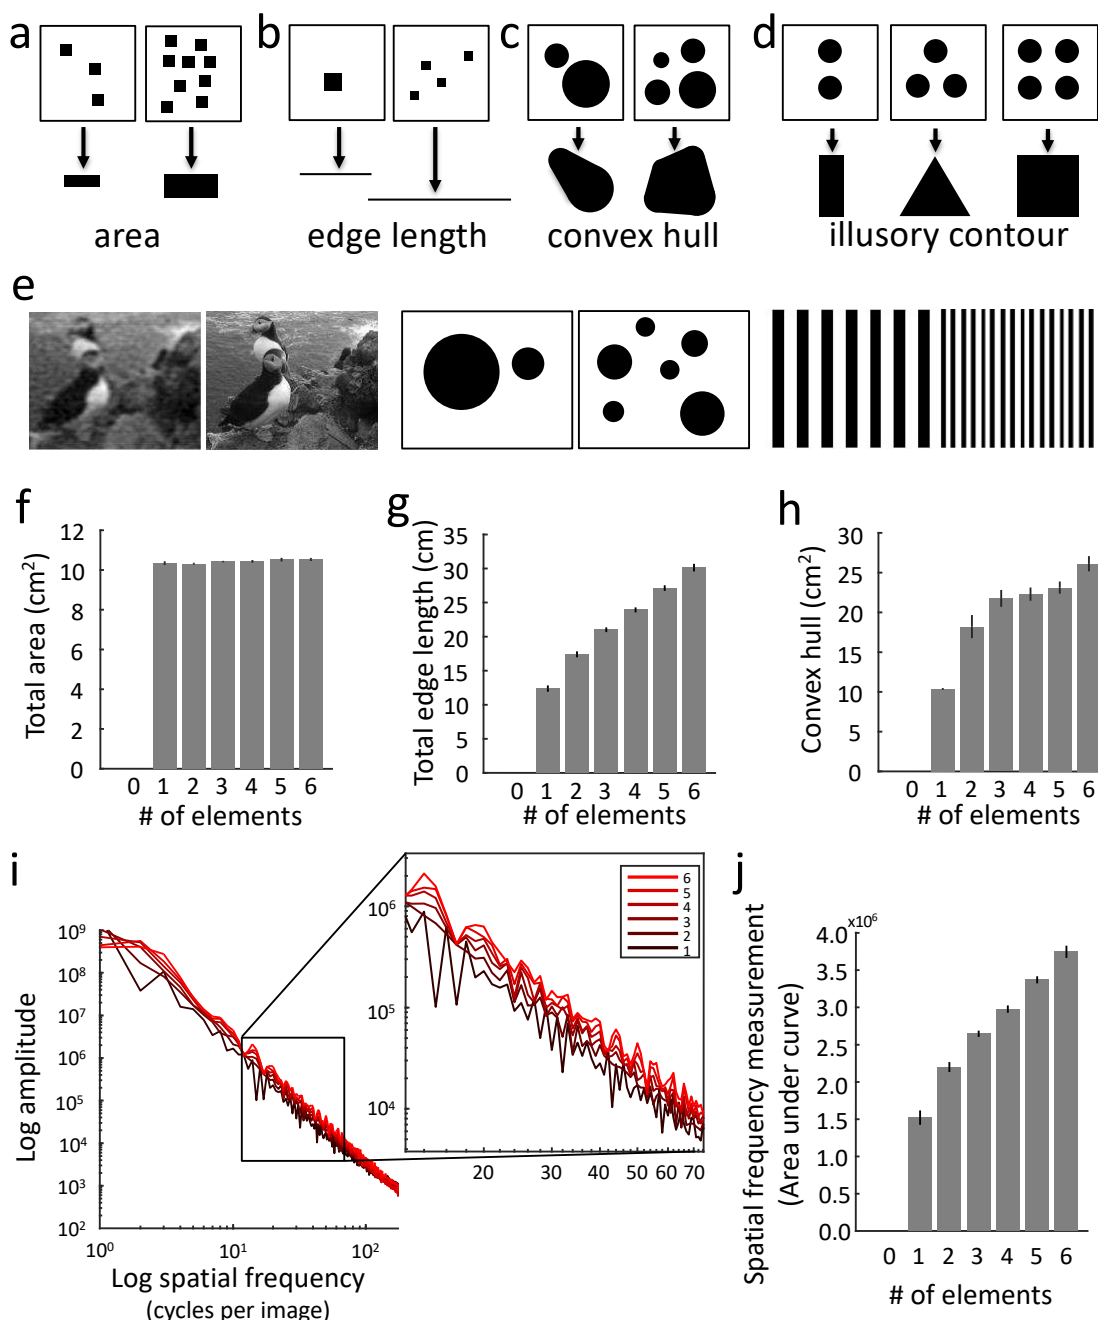 a b c d
area edge length convex hull illusory contour
e
f
Total area (cm²)
12
10
8
6
4
2
0
0 1 2 3 4 5 6
# of elements
g
Total edge length (cm)
35
30
25
20
15
10
5
0
0 1 2 3 4 5 6
# of elements
h
Convex hull (cm²)
30
25
20
15
10
5
0
0 1 2 3 4 5 6
# of elements
i
Log amplitude
10⁹
10⁸
10⁷
10⁶
10⁵
10⁴
10³
10²
10⁰ 10¹ 10²
Log spatial frequency
(cycles per image)
10⁶
10⁵
10⁴
20 30 40 50 60 70
6
5
4
3
2
1
j
Spatial frequency measurement
(Area under curve)
x10⁶
4.0
3.5
3.0
2.5
2.0
1.5
1.0
0.5
0.0
0 1 2 3 4 5 6
# of elements